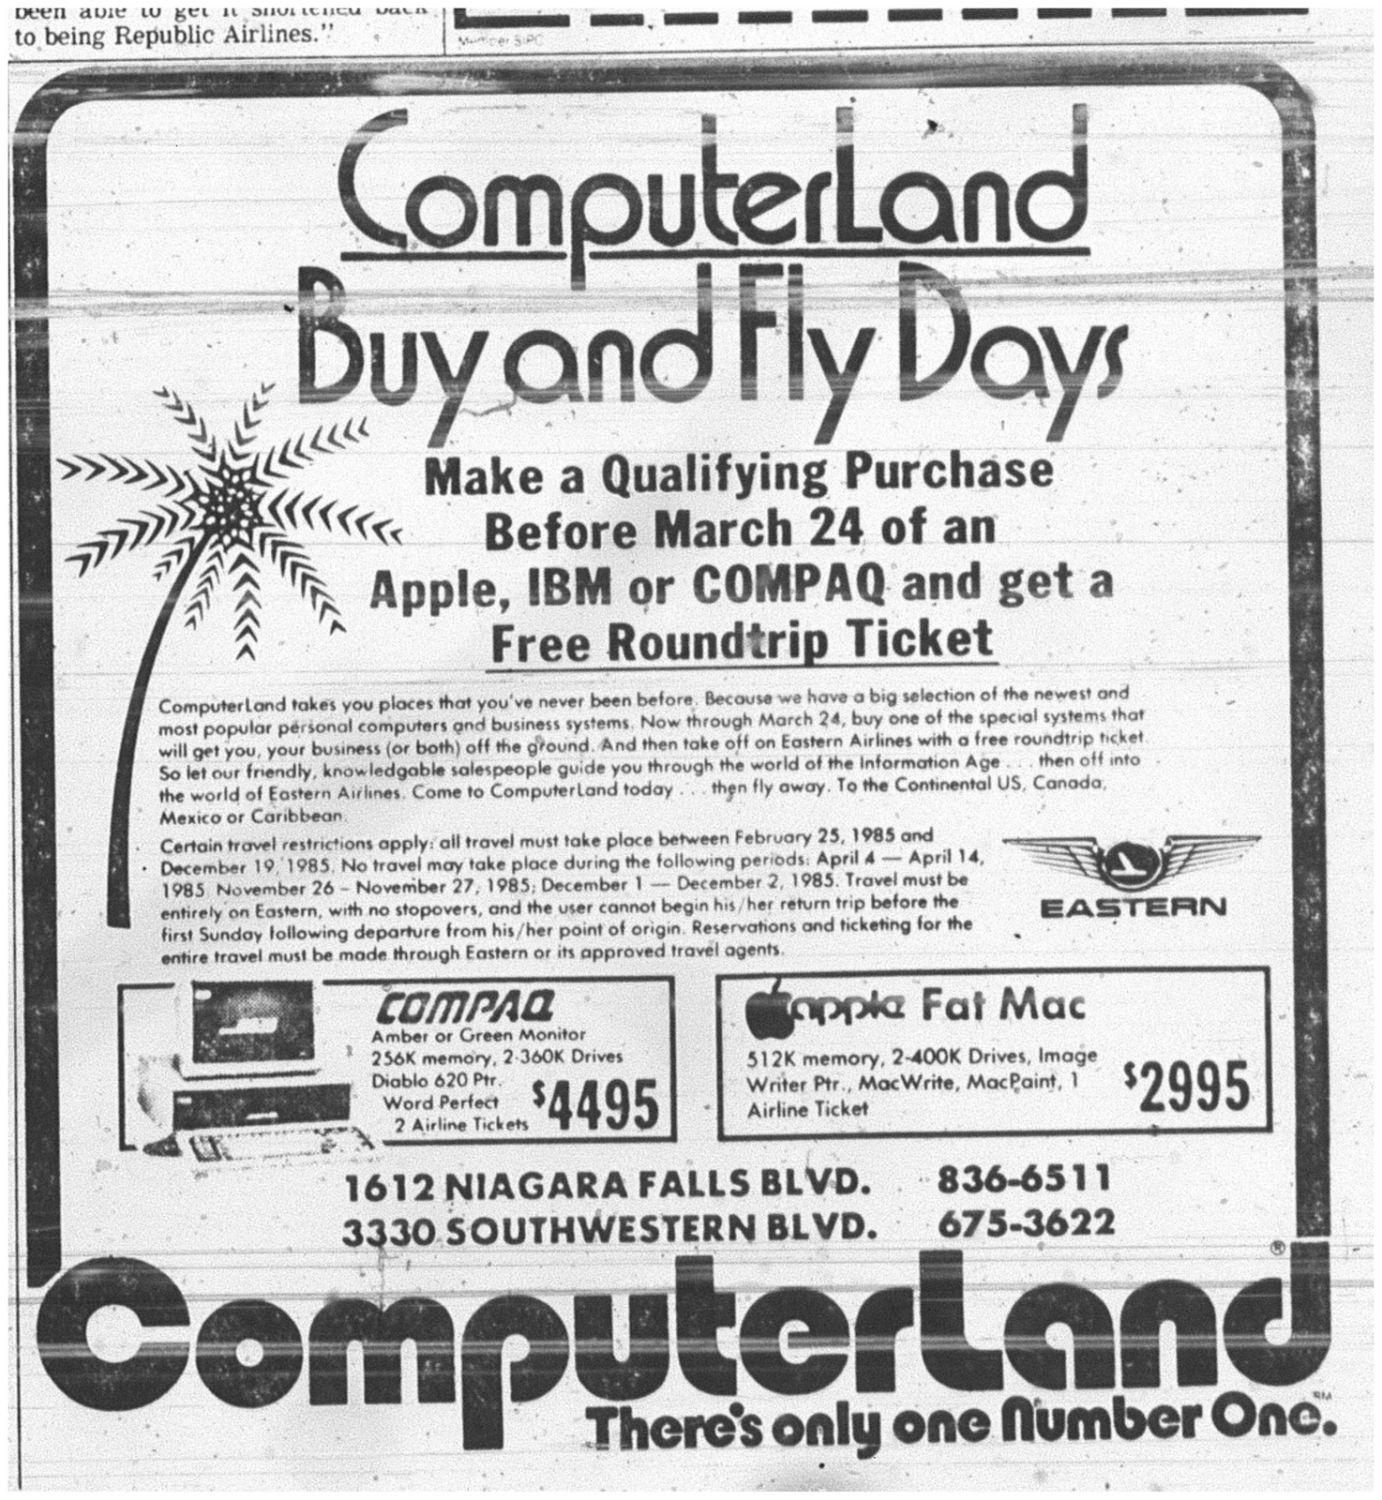 been able to get it shortened back
to being Republic Airlines."
Member SIPC
ComputerLand
Buy and Fly Days
Make a Qualifying Purchase
Before March 24 of an
Apple, IBM or COMPAQ and get a
Free Roundtrip Ticket
ComputerLand takes you places that you've never been before. Because we have a big selection of the newest and
most popular personal computers and business systems. Now through March 24, buy one of the special systems that
will get you, your business (or both) off the ground. And then take off on Eastern Airlines with a free roundtrip ticket.
So let our friendly, knowledgable salespeople guide you through the world of the Information Age . . . then off into
the world of Eastern Airlines. Come to ComputerLand today . . . then fly away. To the Continental US, Canada,
Mexico or Caribbean.
Certain travel restrictions apply: all travel must take place between February 25, 1985 and
December 19, 1985. No travel may take place during the following periods: April 4 — April 14,
1985 November 26 – November 27, 1985; December 1 — December 2, 1985. Travel must be
entirely on Eastern, with no stopovers, and the user cannot begin his/her return trip before the
first Sunday following departure from his/her point of origin. Reservations and ticketing for the
entire travel must be made through Eastern or its approved travel agents.
EASTERN
COMPAQ
Amber or Green Monitor
256K memory, 2-360K Drives
Diablo 620 Ptr.
Word Perfect
2 Airline Tickets
$4495
apple Fat Mac
512K memory, 2-400K Drives, Image
Writer Ptr., MacWrite, MacPaint, 1
Airline Ticket
$2995
1612 NIAGARA FALLS BLVD. 836-6511
3330 SOUTHWESTERN BLVD. 675-3622
ComputerLand®
There's only one Number One.℠